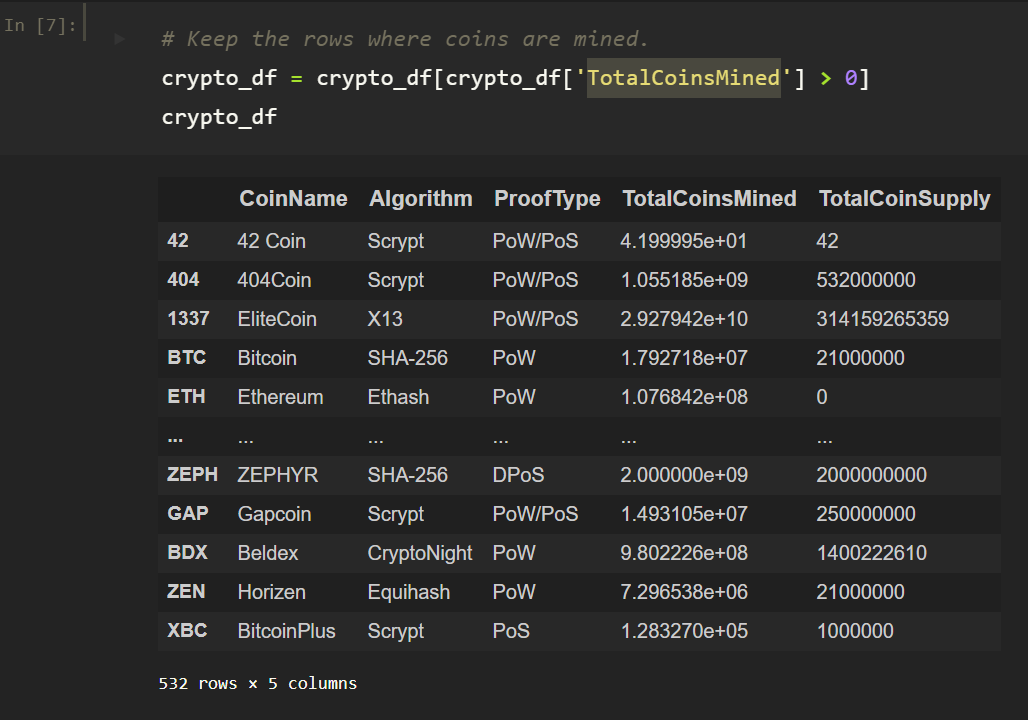 In [7]:
# Keep the rows where coins are mined.
crypto_df = crypto_df[crypto_df['TotalCoinsMined'] > 0]
crypto_df
CoinName Algorithm ProofType TotalCoinsMined TotalCoinSupply
42 42 Coin Scrypt PoW/PoS 4.199995e+01 42
404 404Coin Scrypt PoW/PoS 1.055185e+09 532000000
1337 EliteCoin X13 PoW/PoS 2.927942e+10 314159265359
BTC Bitcoin SHA-256 PoW 1.792718e+07 21000000
ETH Ethereum Ethash PoW 1.076842e+08 0
... ... ... ... ... ...
ZEPH ZEPHYR SHA-256 DPoS 2.000000e+09 2000000000
GAP Gapcoin Scrypt PoW/PoS 1.493105e+07 250000000
BDX Beldex CryptoNight PoW 9.802226e+08 1400222610
ZEN Horizen Equihash PoW 7.296538e+06 21000000
XBC BitcoinPlus Scrypt PoS 1.283270e+05 1000000
532 rows × 5 columns